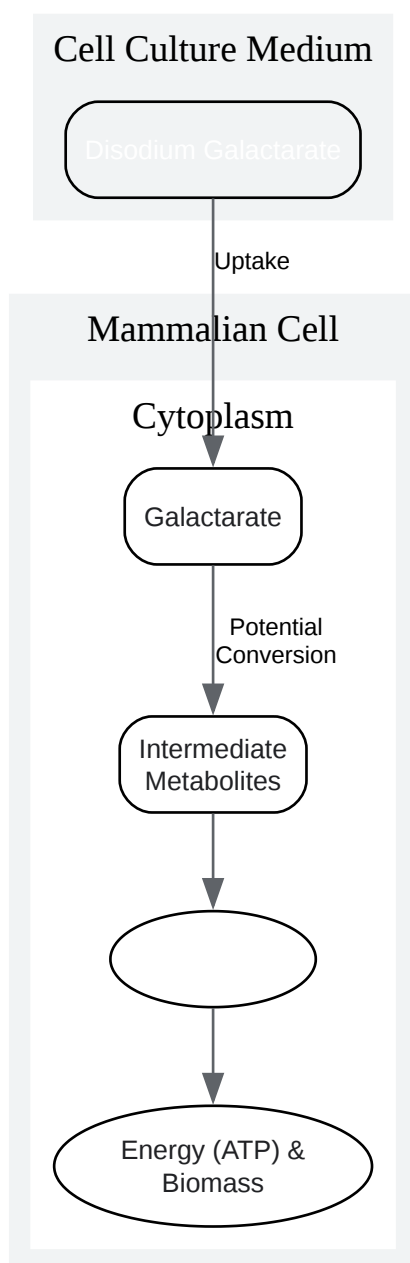 Cell Culture Medium
Disodium Galactarate
Uptake
Mammalian Cell
Cytoplasm
Galactarate
Potential
Conversion
Intermediate
Metabolites
Energy (ATP) &
Biomass